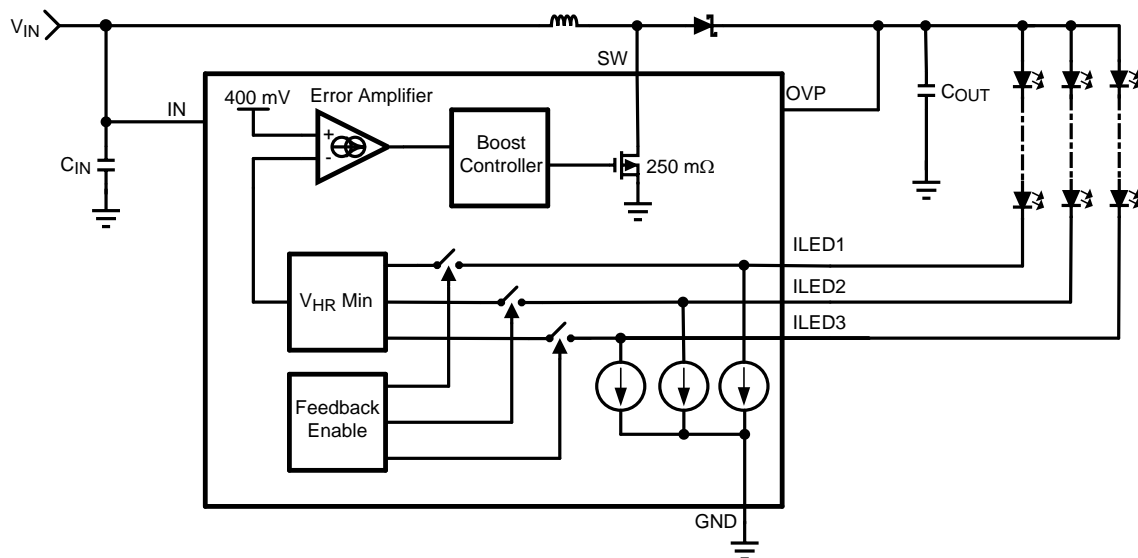 VIN
SW
OVP
COUT
IN
400 mV
Error Amplifier
+
-
Boost
Controller
250 mΩ
CIN
ILED1
ILED2
ILED3
VHR Min
Feedback
Enable
GND